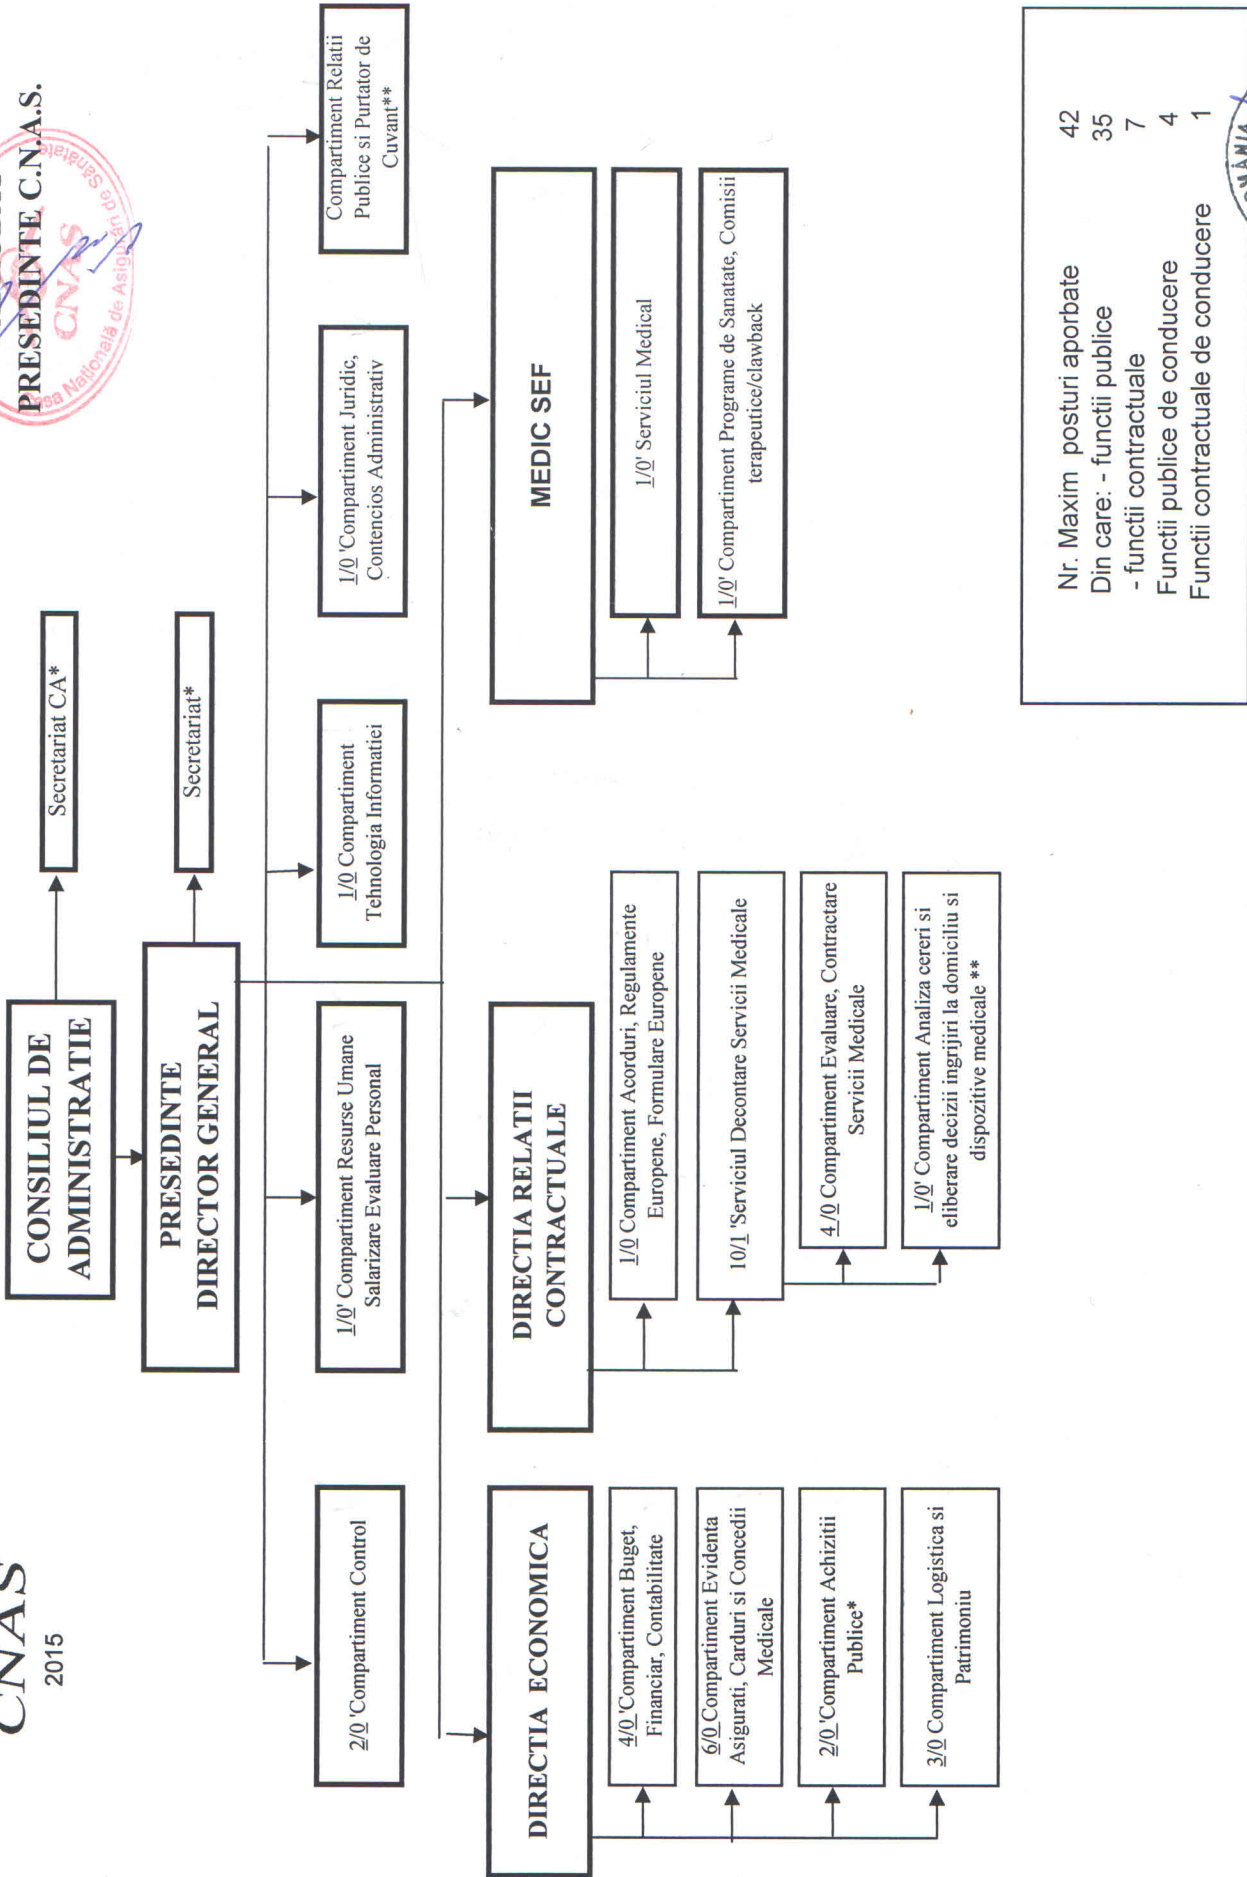 CNAS
2015
PRESEDINTE C.N.A.S.
CNAS
Națională de Asigurări de Sănătate
CONSILIUL DE
ADMINISTRATIE
Secretariat CA*
PRESEDINTE
DIRECTOR GENERAL
Secretariat*
2/0 'Compartiment Control
1/0' Compartiment Resurse Umane
Salarizare Evaluare Personal
1/0 Compartiment
Tehnologia Informatiei
1/0 'Compartiment Juridic,
Contencios Administrativ
Compartiment Relatii
Publice si Purtator de
Cuvant**
DIRECTIA ECONOMICA
4/0 'Compartiment Buget,
Financiar, Contabilitate
6/0 Compartiment Evidenta
Asigurati, Carduri si Concedii
Medicale
2/0 'Compartiment Achizitii
Publice*
3/0 Compartiment Logistica si
Patrimoniu
DIRECTIA RELATII
CONTRACTUALE
1/0 Compartiment Acorduri, Regulamente
Europene, Formulare Europene
10/1 'Serviciul Decontare Servicii Medicale
4 /0 Compartiment Evaluare, Contractare
Servicii Medicale
1/0' Compartiment Analiza cereri si
eliberare decizii ingrijiri la domiciliu si
dispozitive medicale **
MEDIC SEF
1/0' Serviciul Medical
1/0' Compartiment Programe de Sanatate, Comisii
terapeutice/clawback
Nr. Maxim posturi aporbate 42
Din care: - functii publice 35
- functii contractuale 7
Functii publice de conducere 4
Functii contractuale de conducere 1